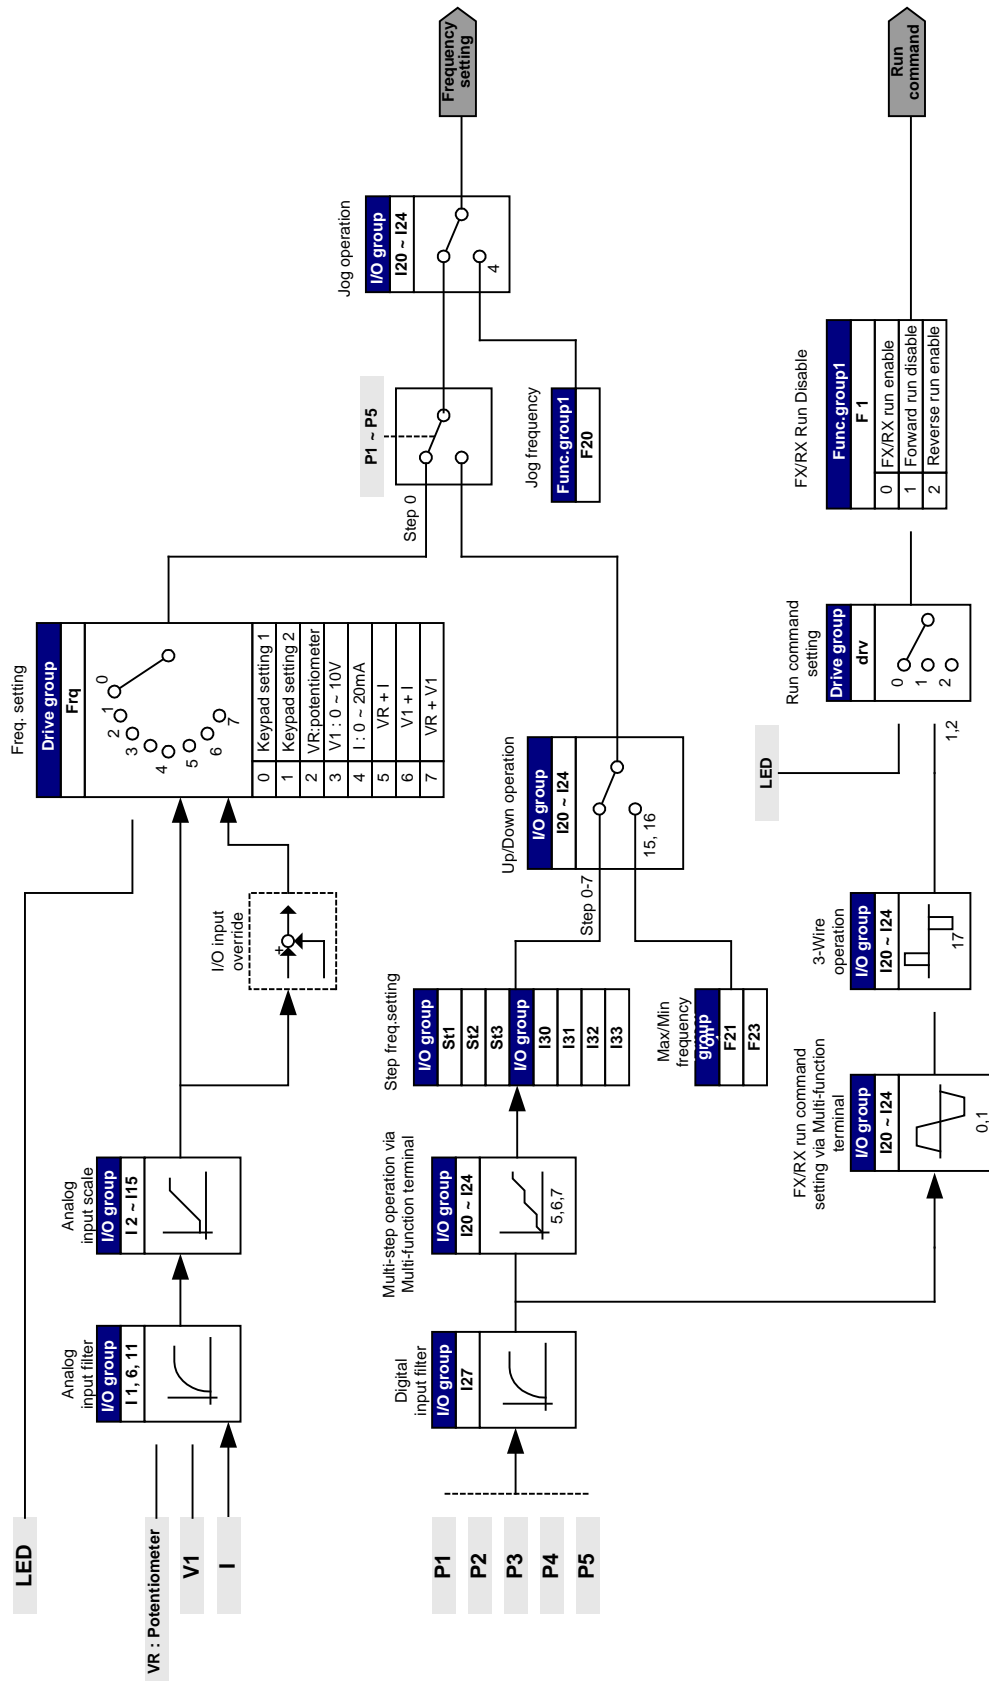 LED
VR : Potentiometer
V1
I
Analog
input filter
I/O group
I 1, 6, 11
Analog
input scale
I/O group
I 2 ~ I15
I/O input
override
+
Freq. setting
Drive group
Frq
0
1
2
3
4
5
6
7
0 Keypad setting 1
1 Keypad setting 2
2 VR:potentiometer
3 V1 : 0 ~ 10V
4 I : 0 ~ 20mA
5 VR + I
6 V1 + I
7 VR + V1
Step 0
P1 ~ P5
Jog frequency
Func.group1
F20
Jog operation
I/O group
I20 ~ I24
4
Frequency
setting
P1
P2
P3
P4
P5
Digital
input filter
I/O group
I27
Multi-step operation via
Multi-function terminal
I/O group
I20 ~ I24
5,6,7
Step freq.setting
I/O group
St1
St2
St3
I/O group
I30
I31
I32
I33
Max/Min
frequency
group
F21
F23
Step 0-7
Up/Down operation
I/O group
I20 ~ I24
15, 16
FX/RX run command
setting via Multi-function
terminal
I/O group
I20 ~ I24
0,1
3-Wire
operation
I/O group
I20 ~ I24
17
LED
1,2
Run command
setting
Drive group
drv
0
1
2
FX/RX Run Disable
Func.group1
F 1
0 FX/RX run enable
1 Forward run disable
2 Reverse run enable
Run
command